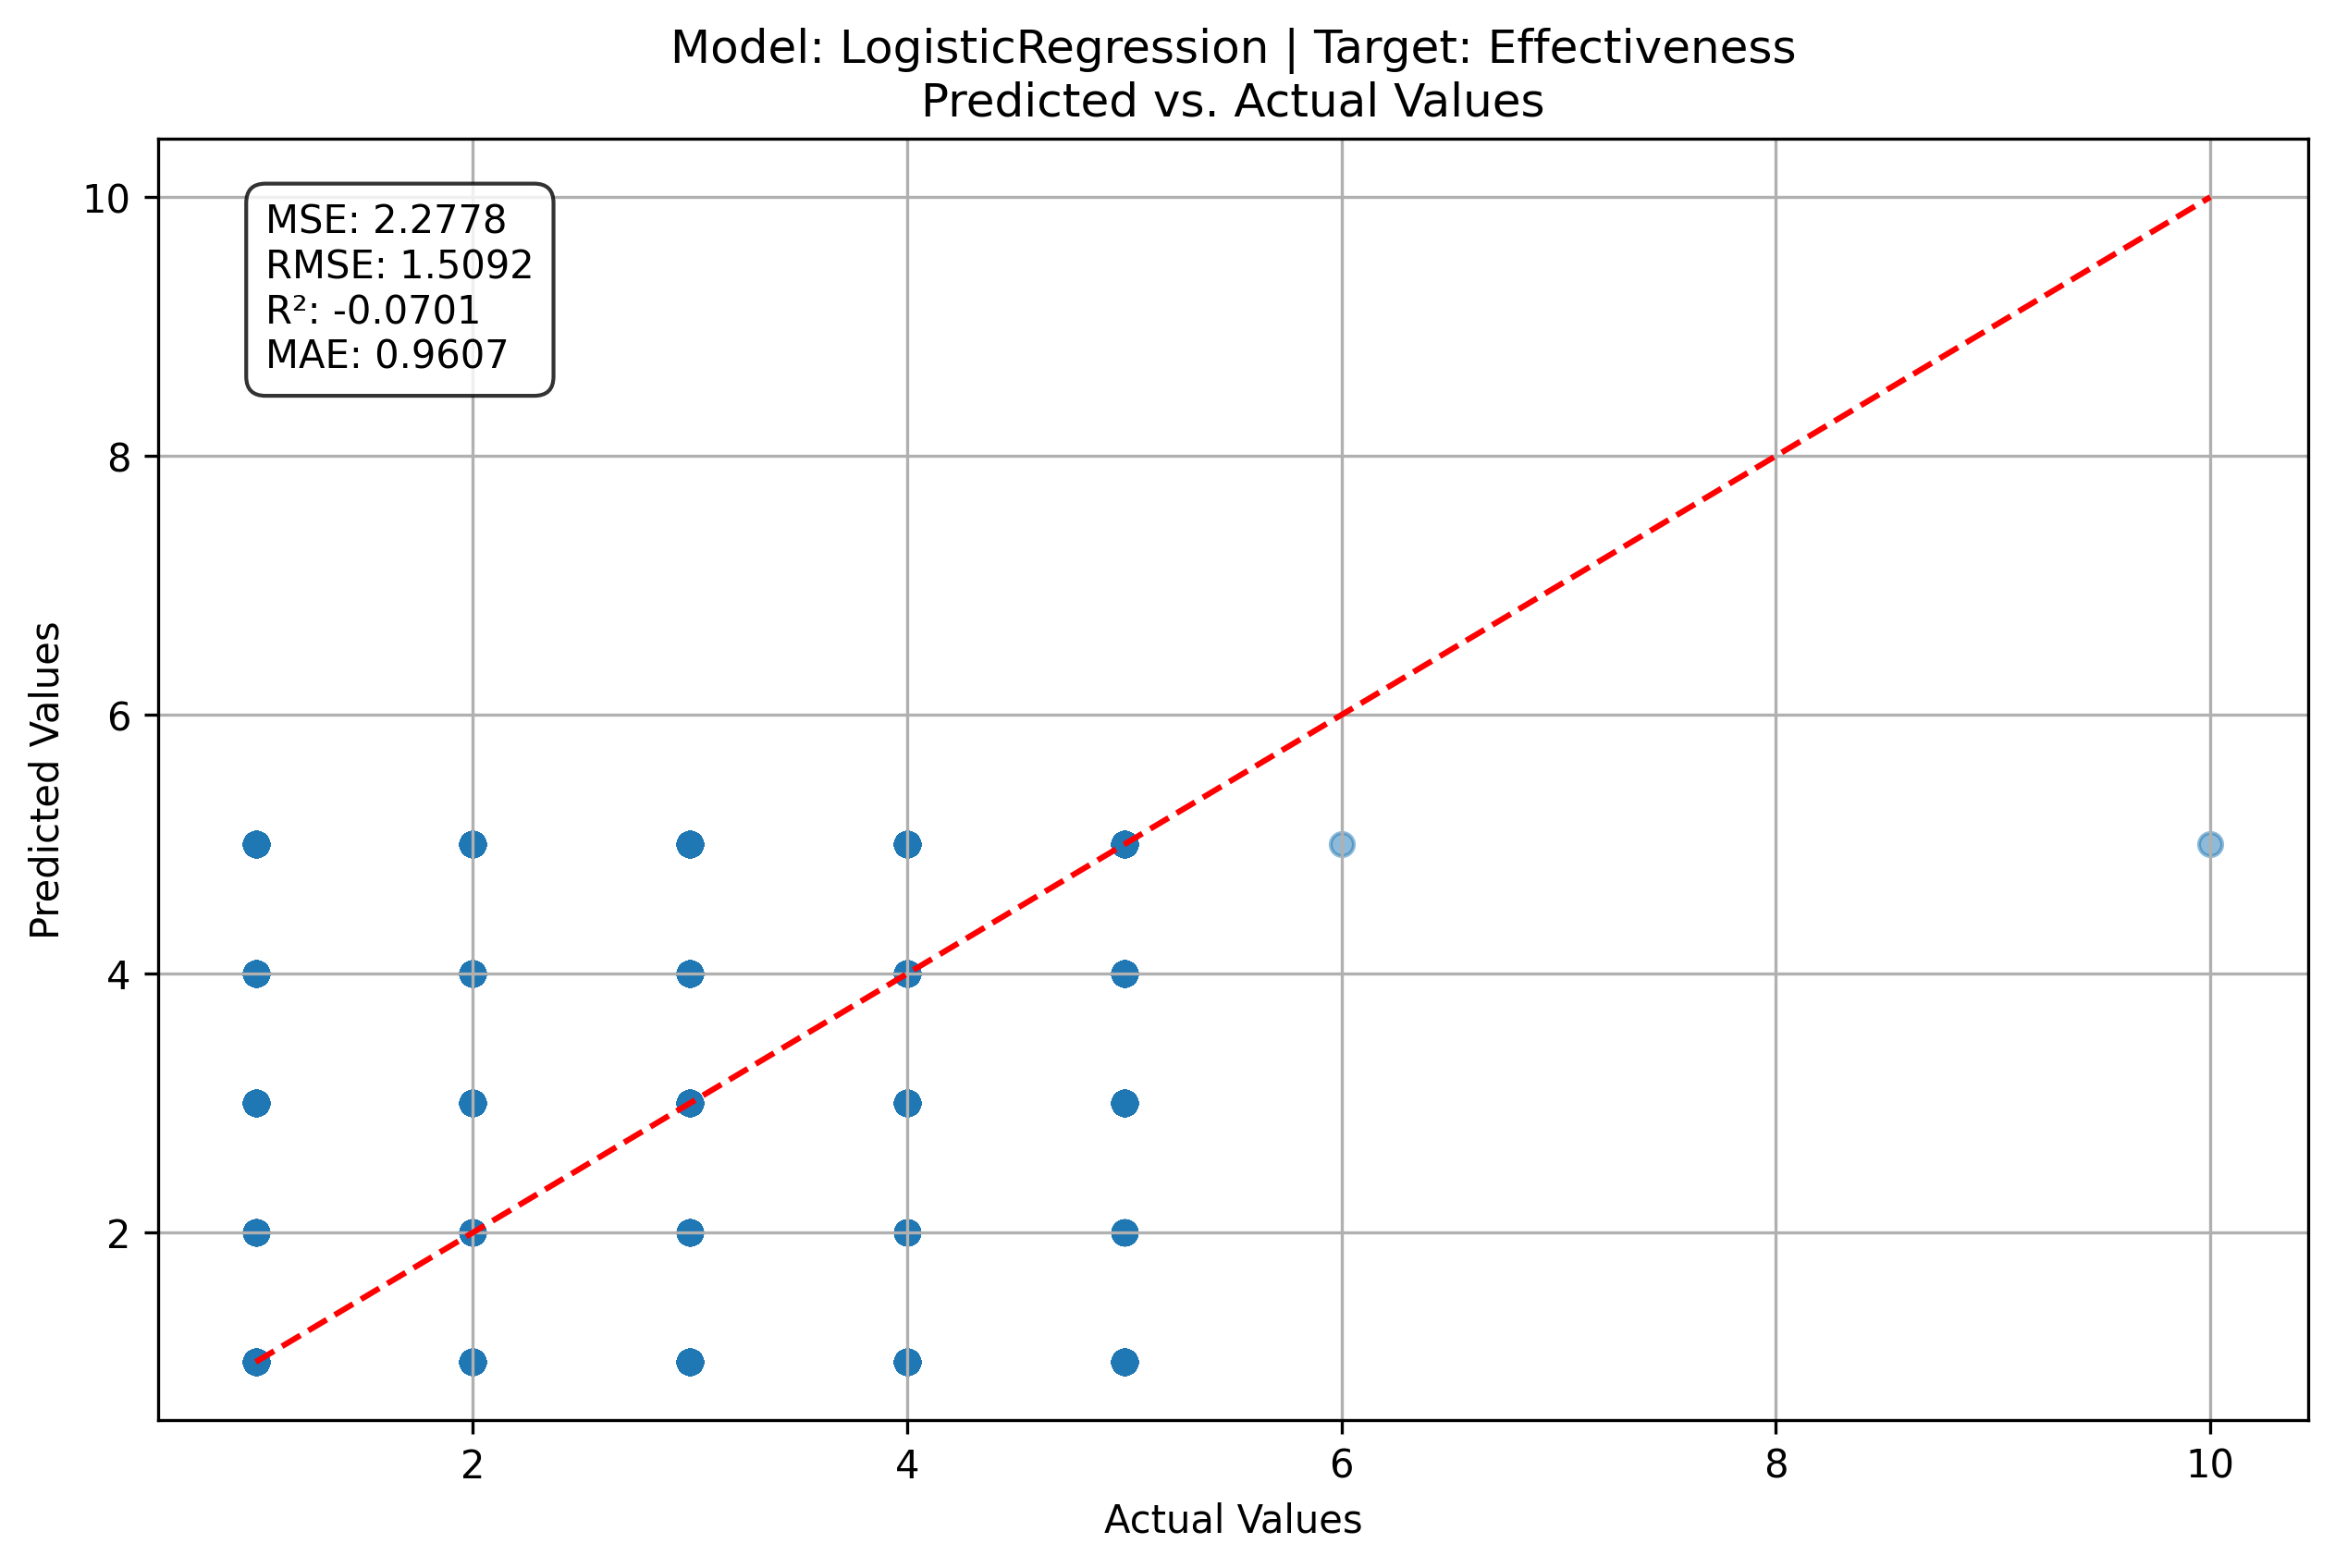 Model: LogisticRegression | Target: Effectiveness
Predicted vs. Actual Values
MSE: 2.2778
RMSE: 1.5092
R²: -0.0701
MAE: 0.9607
Predicted Values
10
8
6
4
2
2 4 6 8 10
Actual Values